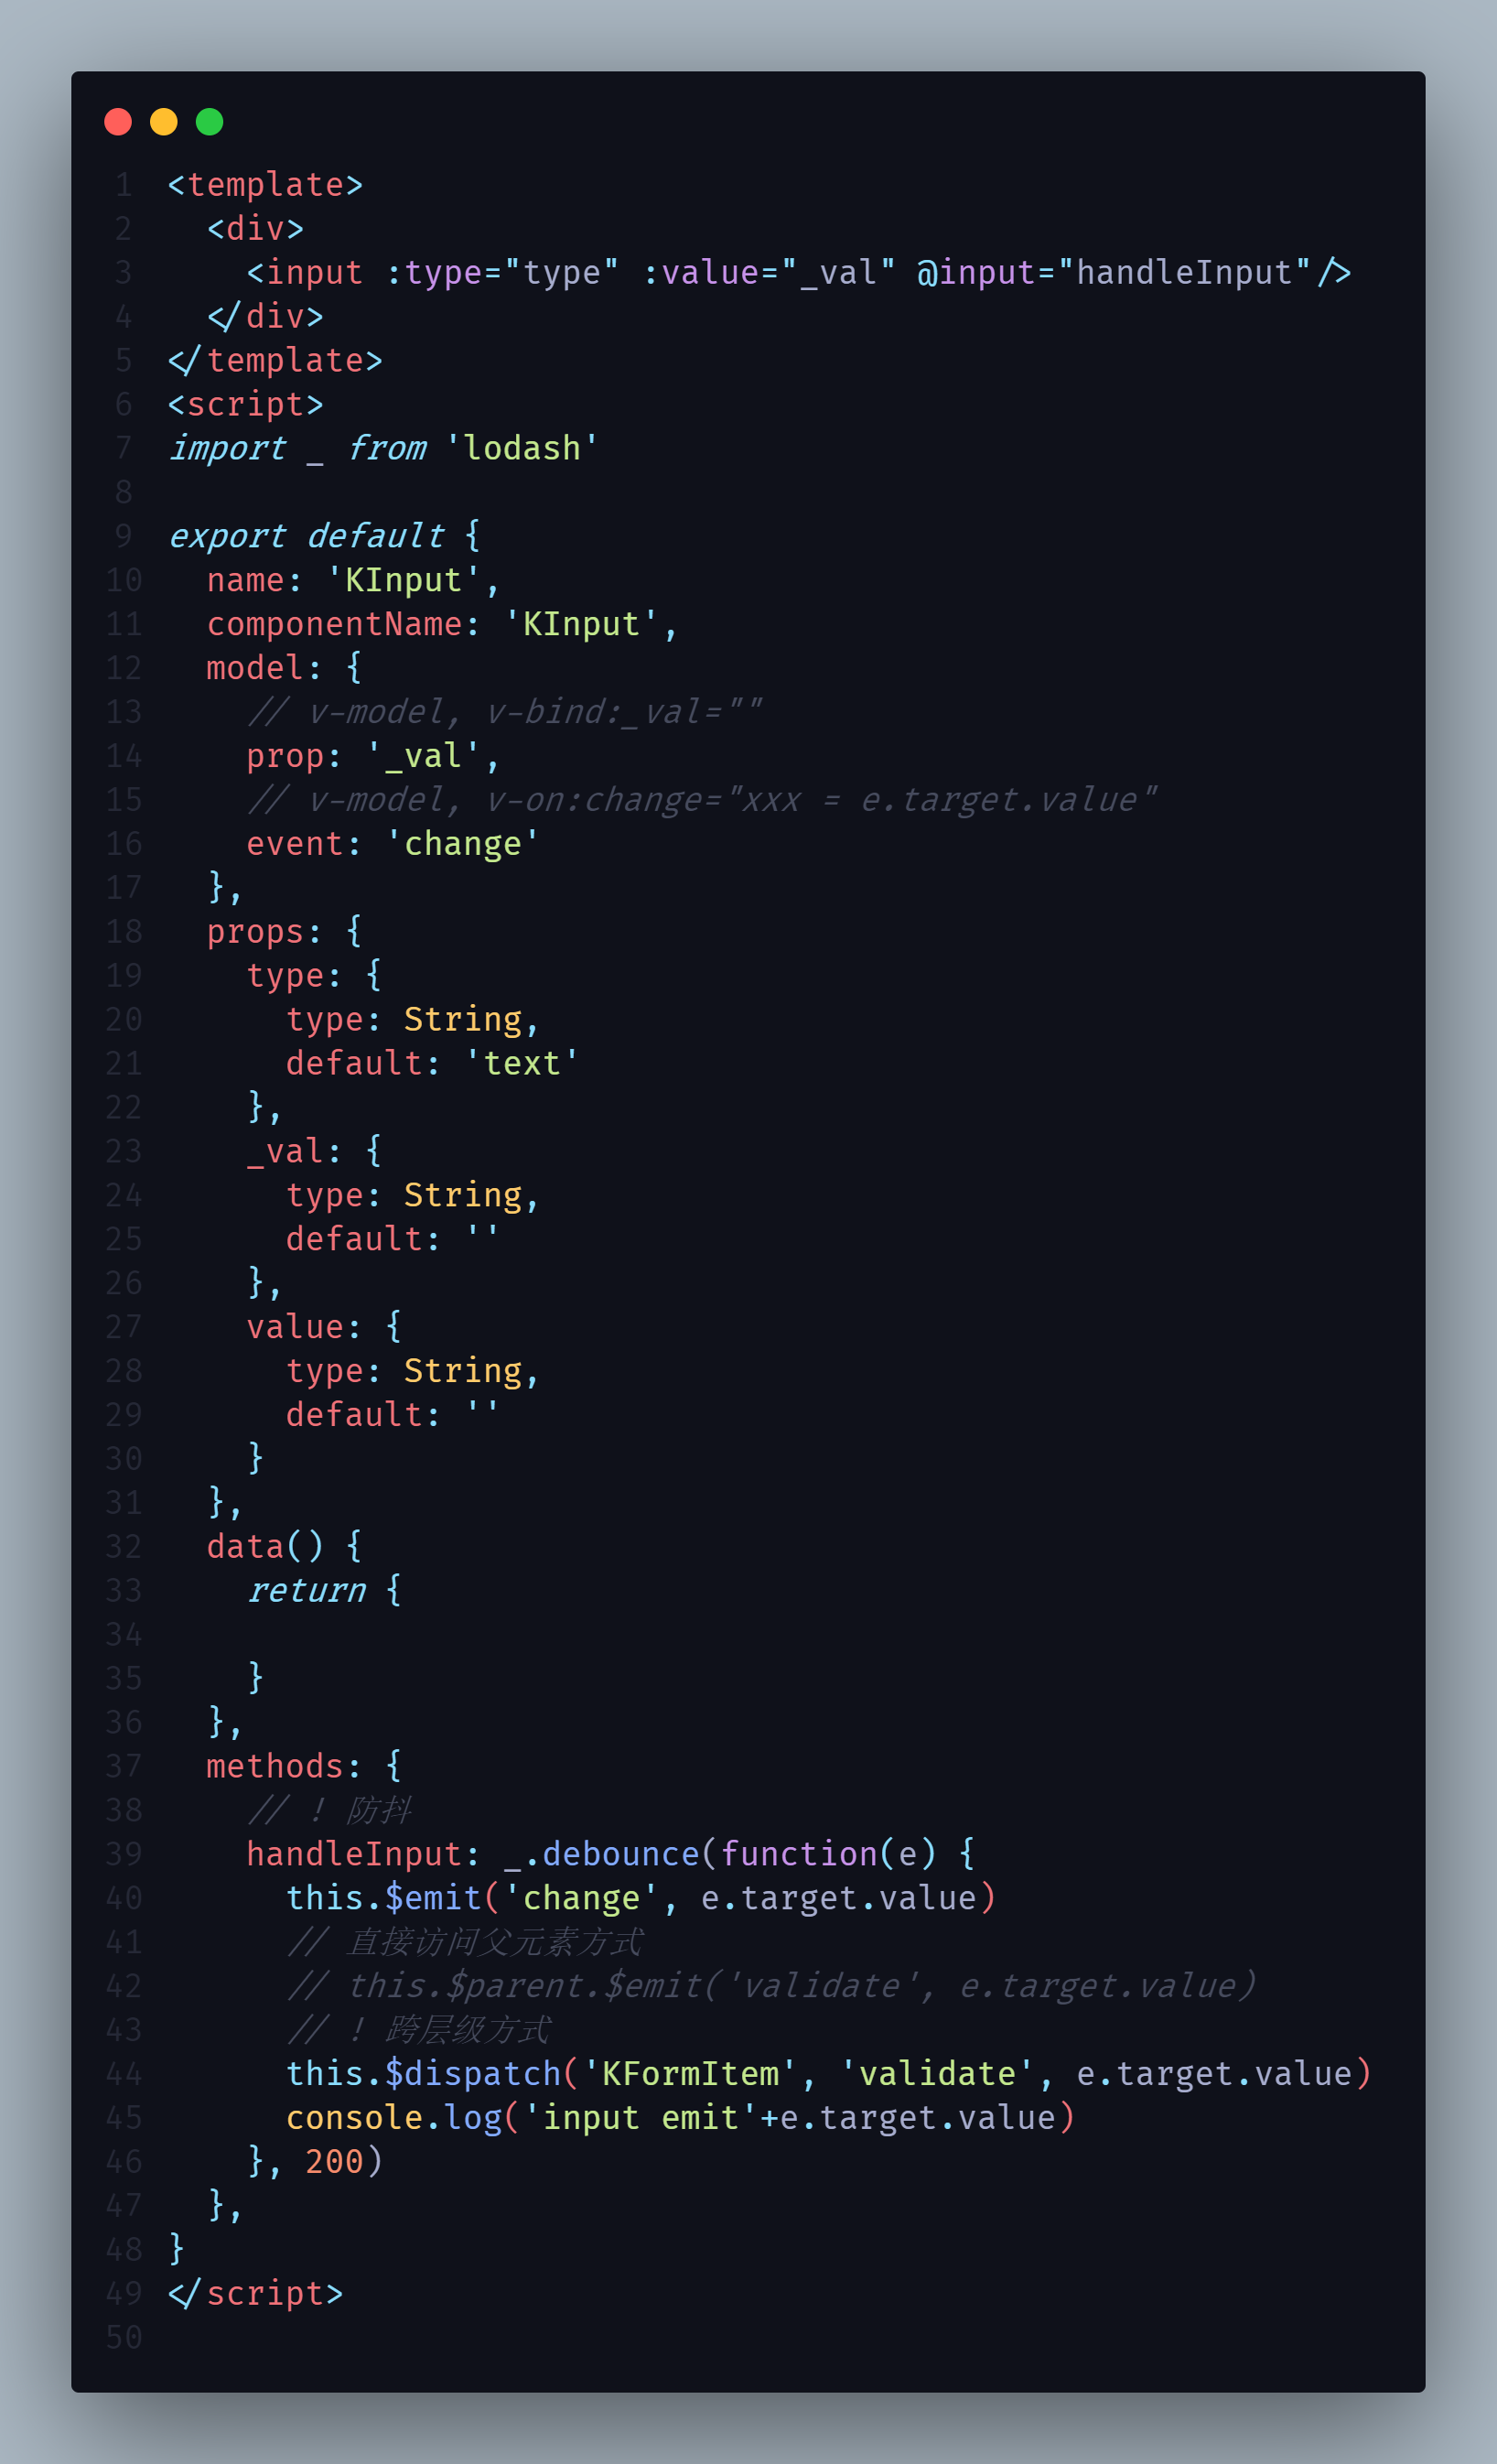 1 <template>
2   <div>
3     <input :type="type" :value="_val" @input="handleInput"/>
4   </div>
5 </template>
6 <script>
7 import _ from 'lodash'
8
9 export default {
10   name: 'KInput',
11   componentName: 'KInput',
12   model: {
13     // v-model, v-bind:_val=""
14     prop: '_val',
15     // v-model, v-on:change="xxx = e.target.value"
16     event: 'change'
17   },
18   props: {
19     type: {
20       type: String,
21       default: 'text'
22     },
23     _val: {
24       type: String,
25       default: ''
26     },
27     value: {
28       type: String,
29       default: ''
30     }
31   },
32   data() {
33     return {
34
35     }
36   },
37   methods: {
38     // ! 防抖
39     handleInput: _.debounce(function(e) {
40       this.$emit('change', e.target.value)
41       // 直接访问父元素方式
42       // this.$parent.$emit('validate', e.target.value)
43       // ! 跨层级方式
44       this.$dispatch('KFormItem', 'validate', e.target.value)
45       console.log('input emit'+e.target.value)
46     }, 200)
47   },
48 }
49 </script>
50